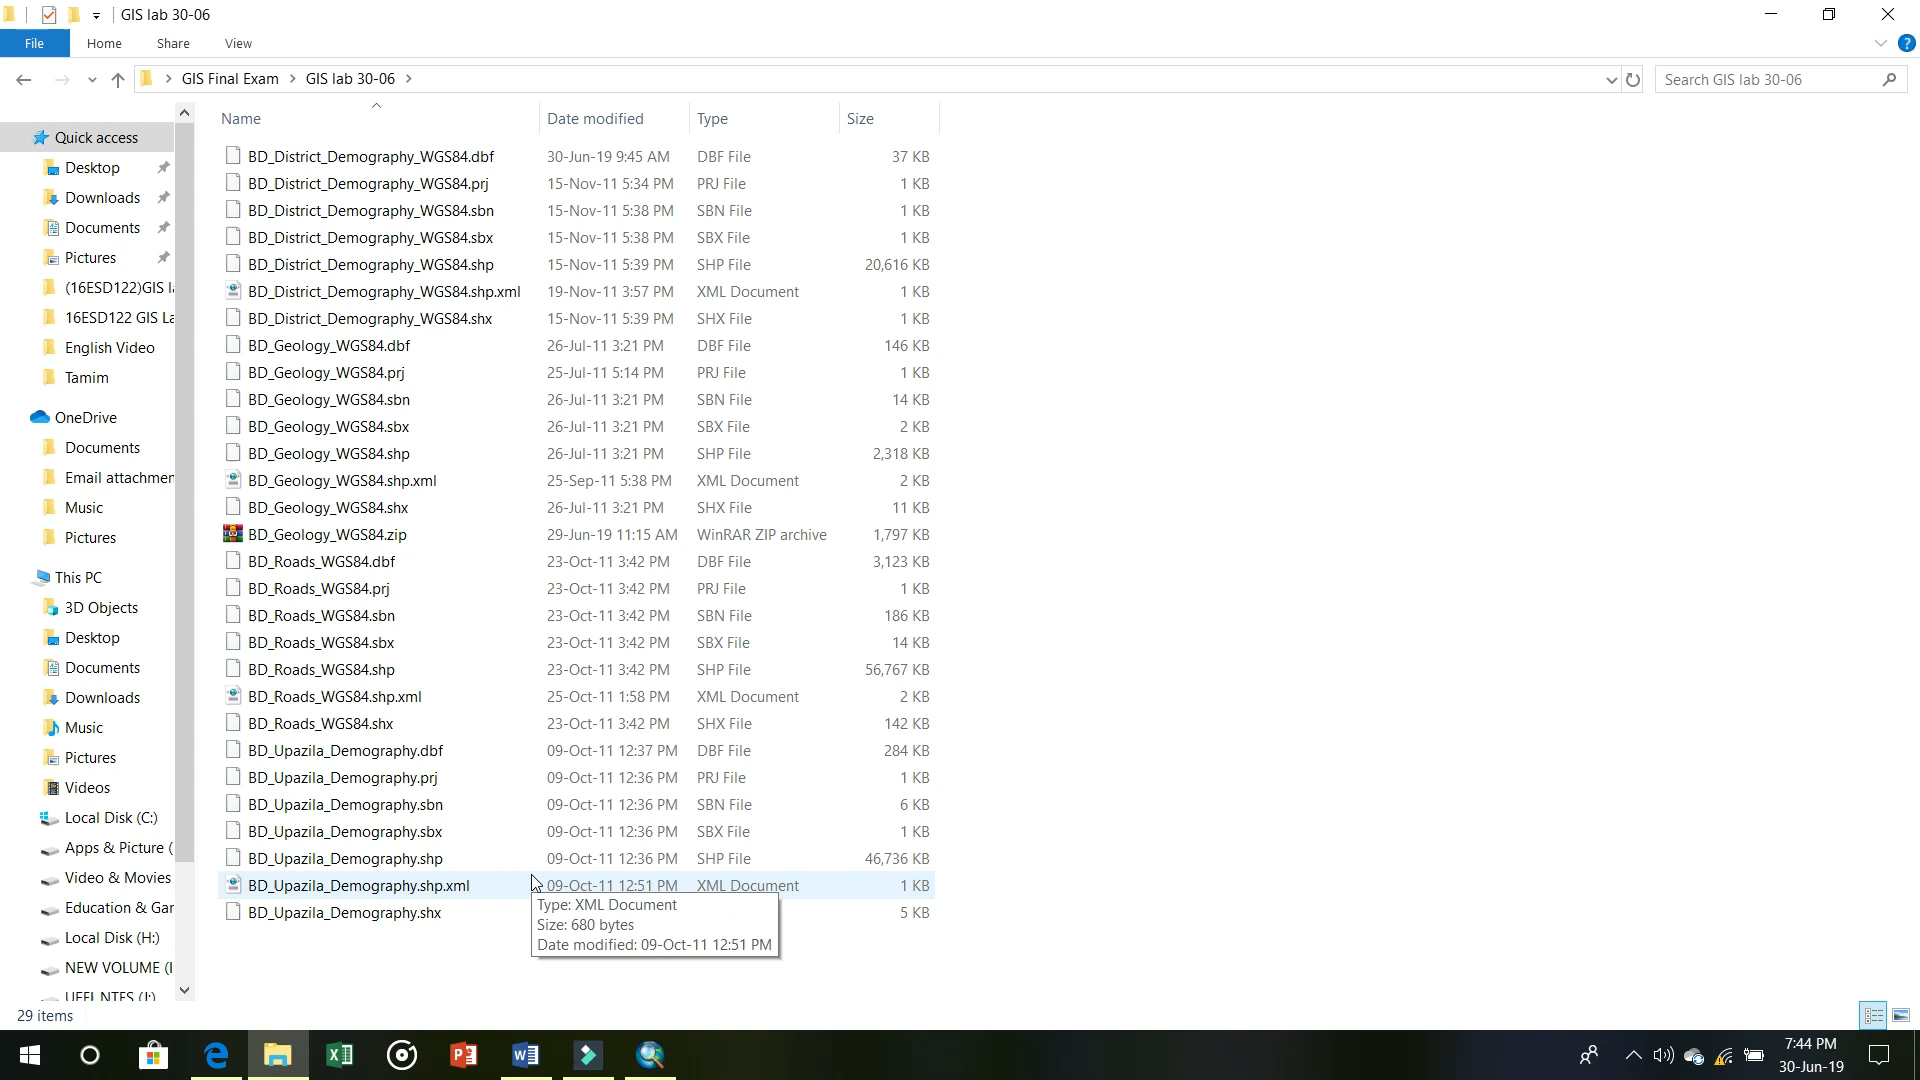 GIS lab 30-06
File Home Share View
GIS Final Exam > GIS lab 30-06 >
Search GIS lab 30-06
Name Date modified Type Size
Quick access
Desktop
Downloads
Documents
Pictures
(16ESD122)GIS l
16ESD122 GIS La
English Video
Tamim
OneDrive
Documents
Email attachmen
Music
Pictures
This PC
3D Objects
Desktop
Documents
Downloads
Music
Pictures
Videos
Local Disk (C:)
Apps & Picture (
Video & Movies
Education & Gar
Local Disk (H:)
NEW VOLUME (I
UEFI_NTFS (J:)
BD_District_Demography_WGS84.dbf 30-Jun-19 9:45 AM DBF File 37 KB
BD_District_Demography_WGS84.prj 15-Nov-11 5:34 PM PRJ File 1 KB
BD_District_Demography_WGS84.sbn 15-Nov-11 5:38 PM SBN File 1 KB
BD_District_Demography_WGS84.sbx 15-Nov-11 5:38 PM SBX File 1 KB
BD_District_Demography_WGS84.shp 15-Nov-11 5:39 PM SHP File 20,616 KB
BD_District_Demography_WGS84.shp.xml 19-Nov-11 3:57 PM XML Document 1 KB
BD_District_Demography_WGS84.shx 15-Nov-11 5:39 PM SHX File 1 KB
BD_Geology_WGS84.dbf 26-Jul-11 3:21 PM DBF File 146 KB
BD_Geology_WGS84.prj 25-Jul-11 5:14 PM PRJ File 1 KB
BD_Geology_WGS84.sbn 26-Jul-11 3:21 PM SBN File 14 KB
BD_Geology_WGS84.sbx 26-Jul-11 3:21 PM SBX File 2 KB
BD_Geology_WGS84.shp 26-Jul-11 3:21 PM SHP File 2,318 KB
BD_Geology_WGS84.shp.xml 25-Sep-11 5:38 PM XML Document 2 KB
BD_Geology_WGS84.shx 26-Jul-11 3:21 PM SHX File 11 KB
BD_Geology_WGS84.zip 29-Jun-19 11:15 AM WinRAR ZIP archive 1,797 KB
BD_Roads_WGS84.dbf 23-Oct-11 3:42 PM DBF File 3,123 KB
BD_Roads_WGS84.prj 23-Oct-11 3:42 PM PRJ File 1 KB
BD_Roads_WGS84.sbn 23-Oct-11 3:42 PM SBN File 186 KB
BD_Roads_WGS84.sbx 23-Oct-11 3:42 PM SBX File 14 KB
BD_Roads_WGS84.shp 23-Oct-11 3:42 PM SHP File 56,767 KB
BD_Roads_WGS84.shp.xml 25-Oct-11 1:58 PM XML Document 2 KB
BD_Roads_WGS84.shx 23-Oct-11 3:42 PM SHX File 142 KB
BD_Upazila_Demography.dbf 09-Oct-11 12:37 PM DBF File 284 KB
BD_Upazila_Demography.prj 09-Oct-11 12:36 PM PRJ File 1 KB
BD_Upazila_Demography.sbn 09-Oct-11 12:36 PM SBN File 6 KB
BD_Upazila_Demography.sbx 09-Oct-11 12:36 PM SBX File 1 KB
BD_Upazila_Demography.shp 09-Oct-11 12:36 PM SHP File 46,736 KB
BD_Upazila_Demography.shp.xml 09-Oct-11 12:51 PM XML Document 1 KB
BD_Upazila_Demography.shx 5 KB
Type: XML Document
Size: 680 bytes
Date modified: 09-Oct-11 12:51 PM
29 items
7:44 PM
30-Jun-19